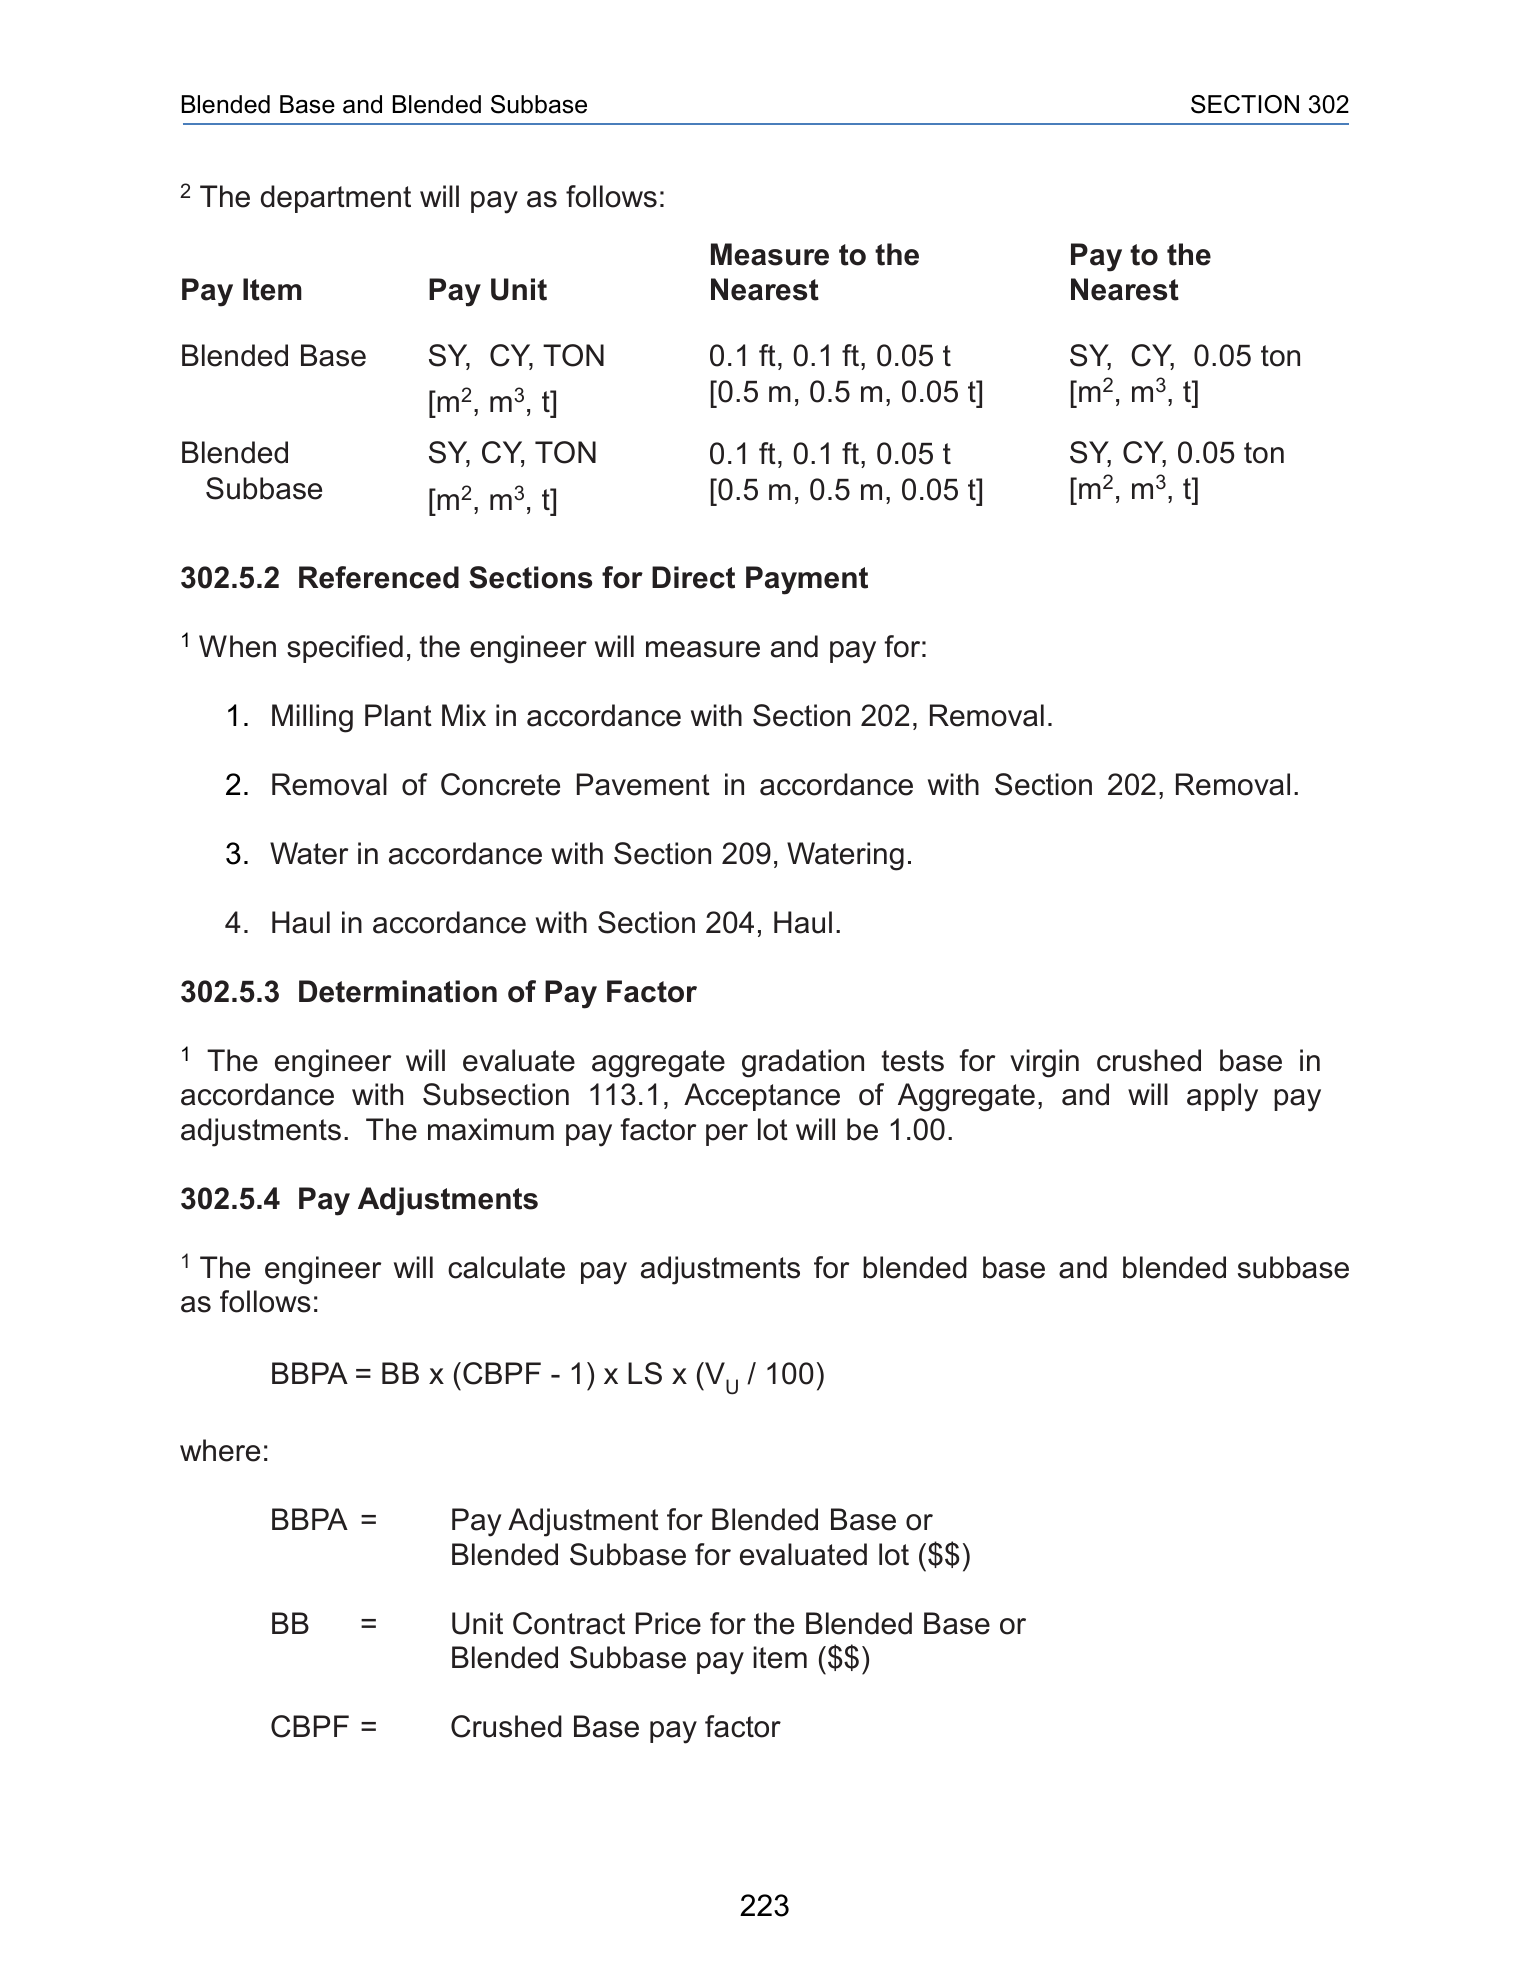 Blended Base and Blended Subbase SECTION 302
² The department will pay as follows:
Measure to the Pay to the
Pay Item Pay Unit Nearest Nearest
Blended Base SY, CY, TON 0.1 ft, 0.1 ft, 0.05 t SY, CY, 0.05 ton
[m², m³, t] [0.5 m, 0.5 m, 0.05 t] [m², m³, t]
Blended SY, CY, TON 0.1 ft, 0.1 ft, 0.05 t SY, CY, 0.05 ton
Subbase [m², m³, t] [0.5 m, 0.5 m, 0.05 t] [m², m³, t]
302.5.2 Referenced Sections for Direct Payment
¹ When specified, the engineer will measure and pay for:
1. Milling Plant Mix in accordance with Section 202, Removal.
2. Removal of Concrete Pavement in accordance with Section 202, Removal.
3. Water in accordance with Section 209, Watering.
4. Haul in accordance with Section 204, Haul.
302.5.3 Determination of Pay Factor
¹ The engineer will evaluate aggregate gradation tests for virgin crushed base in
accordance with Subsection 113.1, Acceptance of Aggregate, and will apply pay
adjustments. The maximum pay factor per lot will be 1.00.
302.5.4 Pay Adjustments
¹ The engineer will calculate pay adjustments for blended base and blended subbase
as follows:
BBPA = BB x (CBPF - 1) x LS x (V_U / 100)
where:
BBPA = Pay Adjustment for Blended Base or
Blended Subbase for evaluated lot ($$)
BB = Unit Contract Price for the Blended Base or
Blended Subbase pay item ($$)
CBPF = Crushed Base pay factor
223